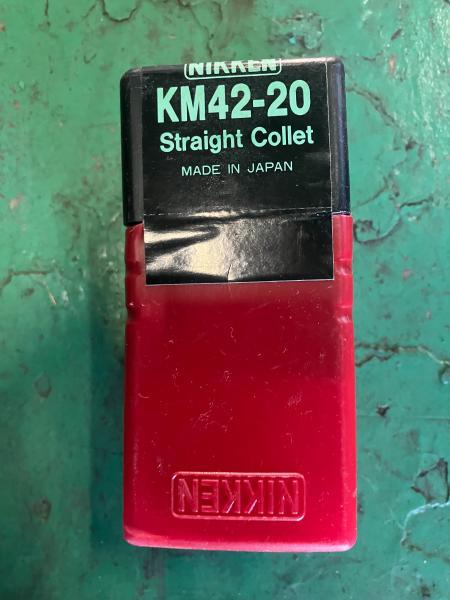 NIKKEN
KM42-20
Straight Collet
MADE IN JAPAN
NIKKEN